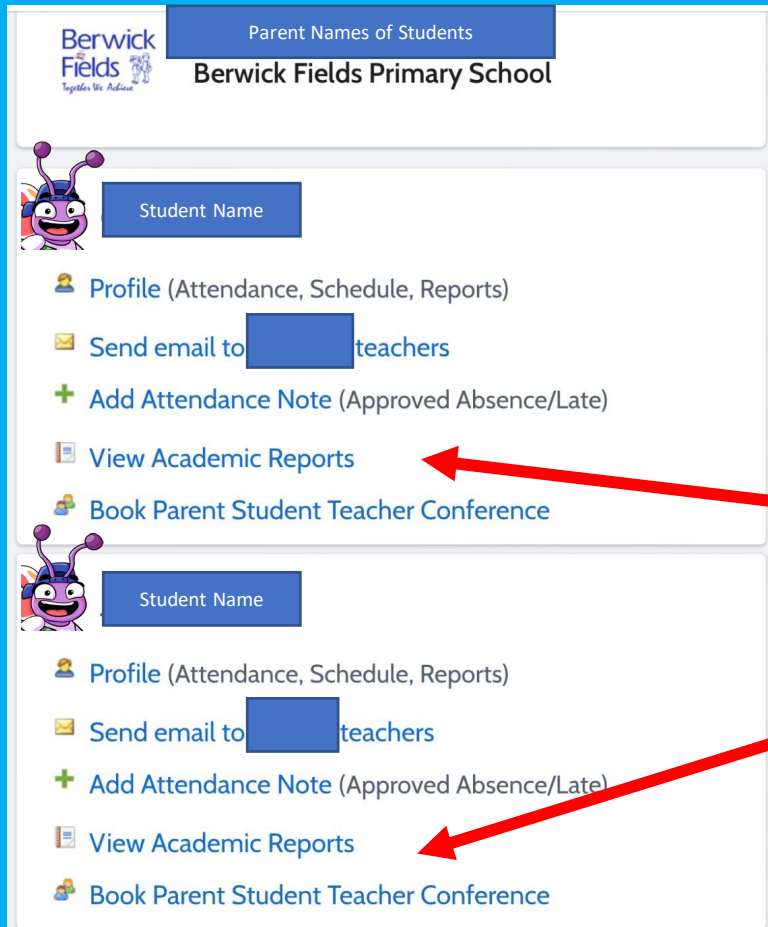 Berwick
Fields
Together We Achieve
Parent Names of Students
Berwick Fields Primary School
Student Name
Profile (Attendance, Schedule, Reports)
Send email to teachers
Add Attendance Note (Approved Absence/Late)
View Academic Reports
Book Parent Student Teacher Conference
Student Name
Profile (Attendance, Schedule, Reports)
Send email to teachers
Add Attendance Note (Approved Absence/Late)
View Academic Reports
Book Parent Student Teacher Conference